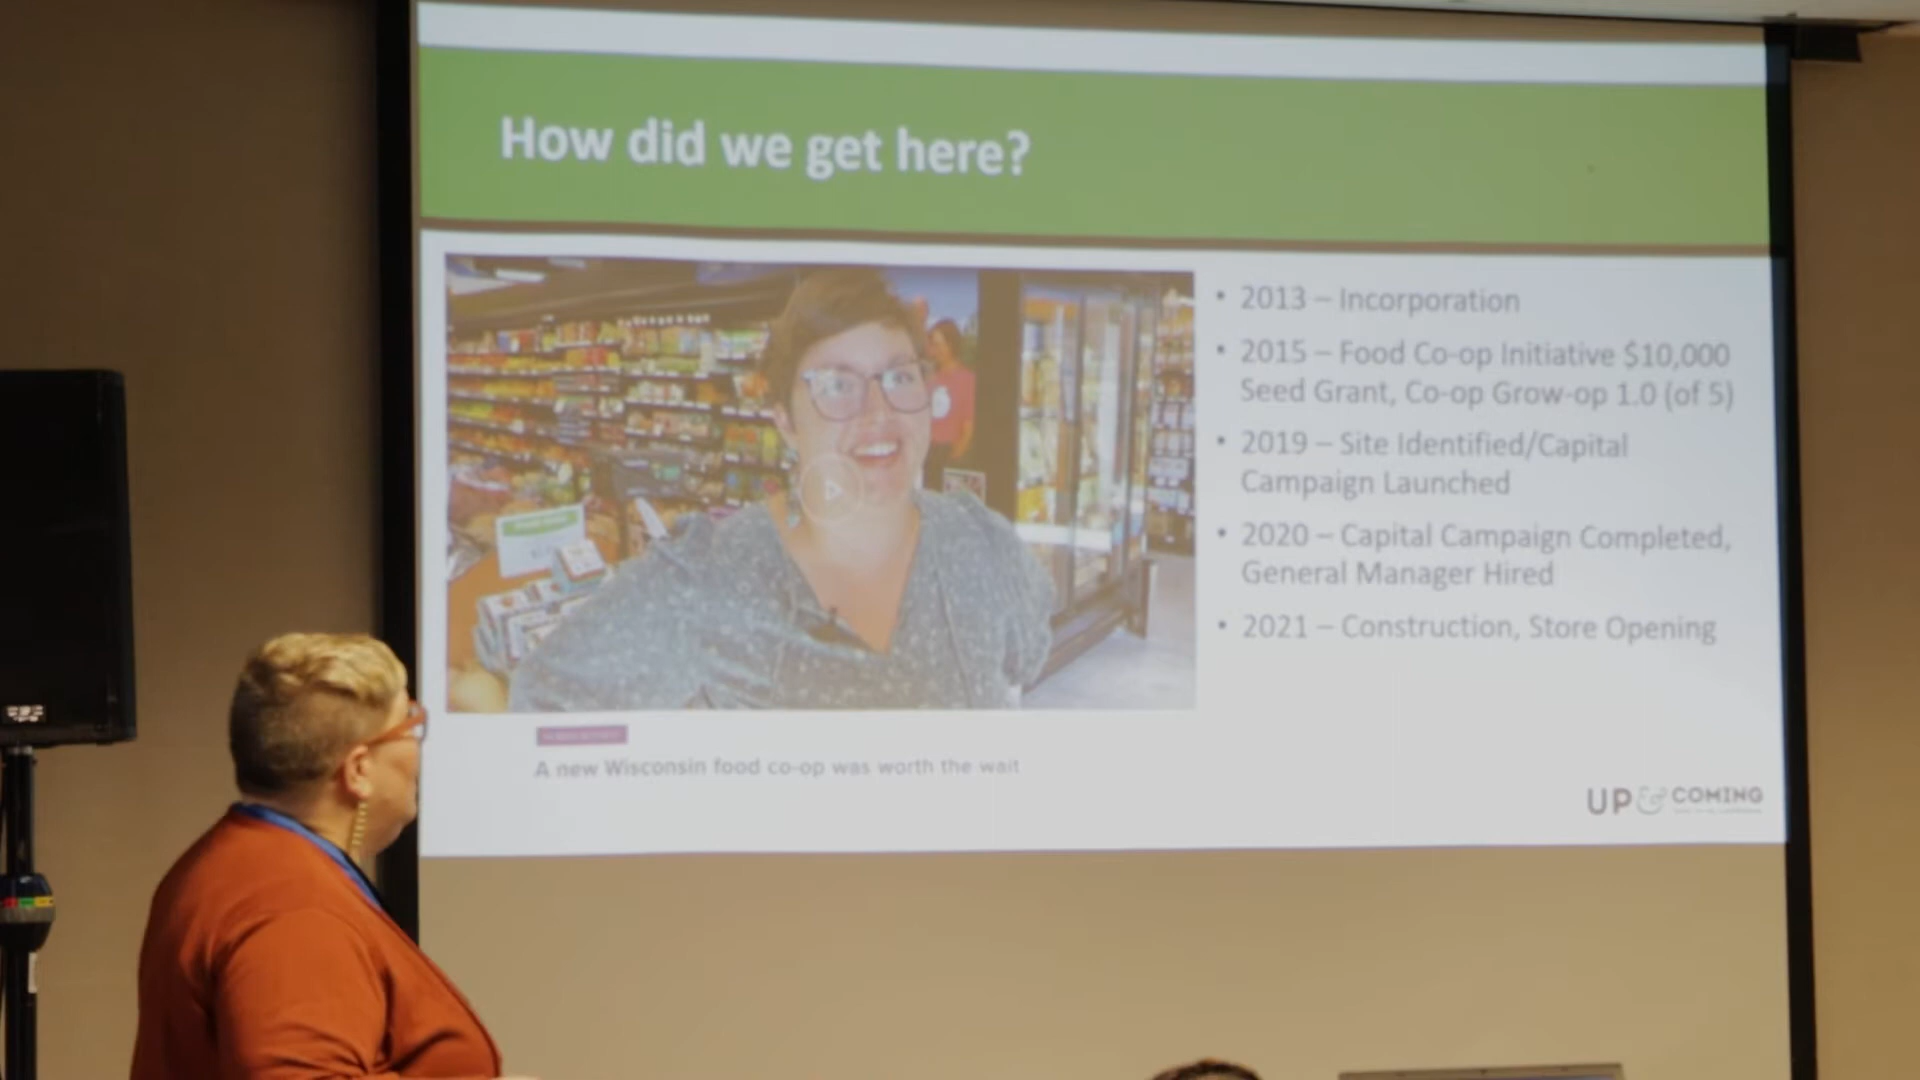 How did we get here?
• 2013 – Incorporation
• 2015 – Food Co-op Initiative $10,000
Seed Grant, Co-op Grow-op 1.0 (of 5)
• 2019 – Site Identified/Capital
Campaign Launched
• 2020 – Capital Campaign Completed,
General Manager Hired
• 2021 – Construction, Store Opening
A new Wisconsin food co-op was worth the wait
UP & COMING